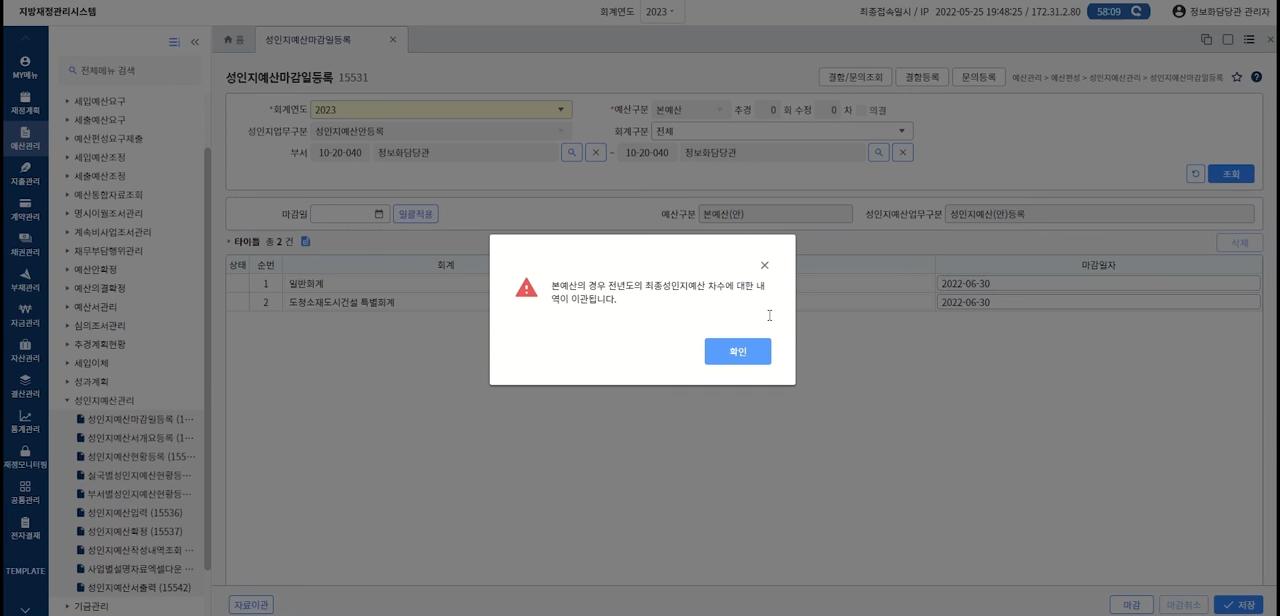 지방재정관리시스템
회계연도 2023
최종접속일시 / IP 2022-05-25 19:48:25 / 172.31.2.80 58:09 정보화담당관 관리자
홈 성인지예산마감일등록
MY메뉴
재정계획
예산관리
지출관리
계약관리
채권관리
부채관리
자금관리
자산관리
결산관리
통계관리
재정모니터링
공통관리
전자결재
TEMPLATE
전체메뉴 검색
세입예산요구
세출예산요구
예산편성요구제출
세입예산조정
세출예산조정
예산통합자료조회
명시이월조서관리
계속비사업조서관리
채무부담행위관리
예산안확정
예산의결확정
예산서관리
심의조서관리
추경계획현황
세입이체
성과계획
성인지예산관리
성인지예산마감일등록 (1···
성인지예산서개요등록 (1···
성인지예산현황등록 (155···
실국별성인지예산현황등···
부서별성인지예산현황등···
성인지예산입력 (15536)
성인지예산확정 (15537)
성인지예산작성내역조회 ···
사업별설명자료엑셀다운 ···
성인지예산서출력 (15542)
기금관리
성인지예산마감일등록 15531
결함/문의조회 결함등록 문의등록 예산관리 > 예산편성 > 성인지예산관리 > 성인지예산마감일등록
*회계연도 2023 *예산구분 본예산 추경 0 회 수정 0 차 의결
성인지업무구분 성인지예산안등록 회계구분 전체
부서 10-20-040 정보화담당관 - 10-20-040 정보화담당관
조회
마감일 일괄적용 예산구분 본예산(안) 성인지예산업무구분 성인지예산(안)등록
타이틀 총 2 건 삭제
상태 순번 회계 마감일자
1 일반회계 2022-06-30
2 도청소재도시건설 특별회계 2022-06-30
본예산의 경우 전년도의 최종성인지예산 차수에 대한 내
역이 이관됩니다.
확인
자료이관 마감 마감취소 저장